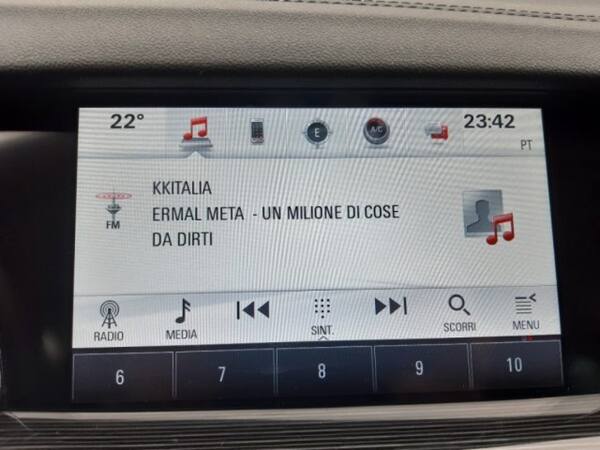 22° E A/C 23:42
PT
KKITALIA
ERMAL META - UN MILIONE DI COSE
DA DIRTI
FM
RADIO MEDIA SINT. SCORRI MENU
6 7 8 9 10